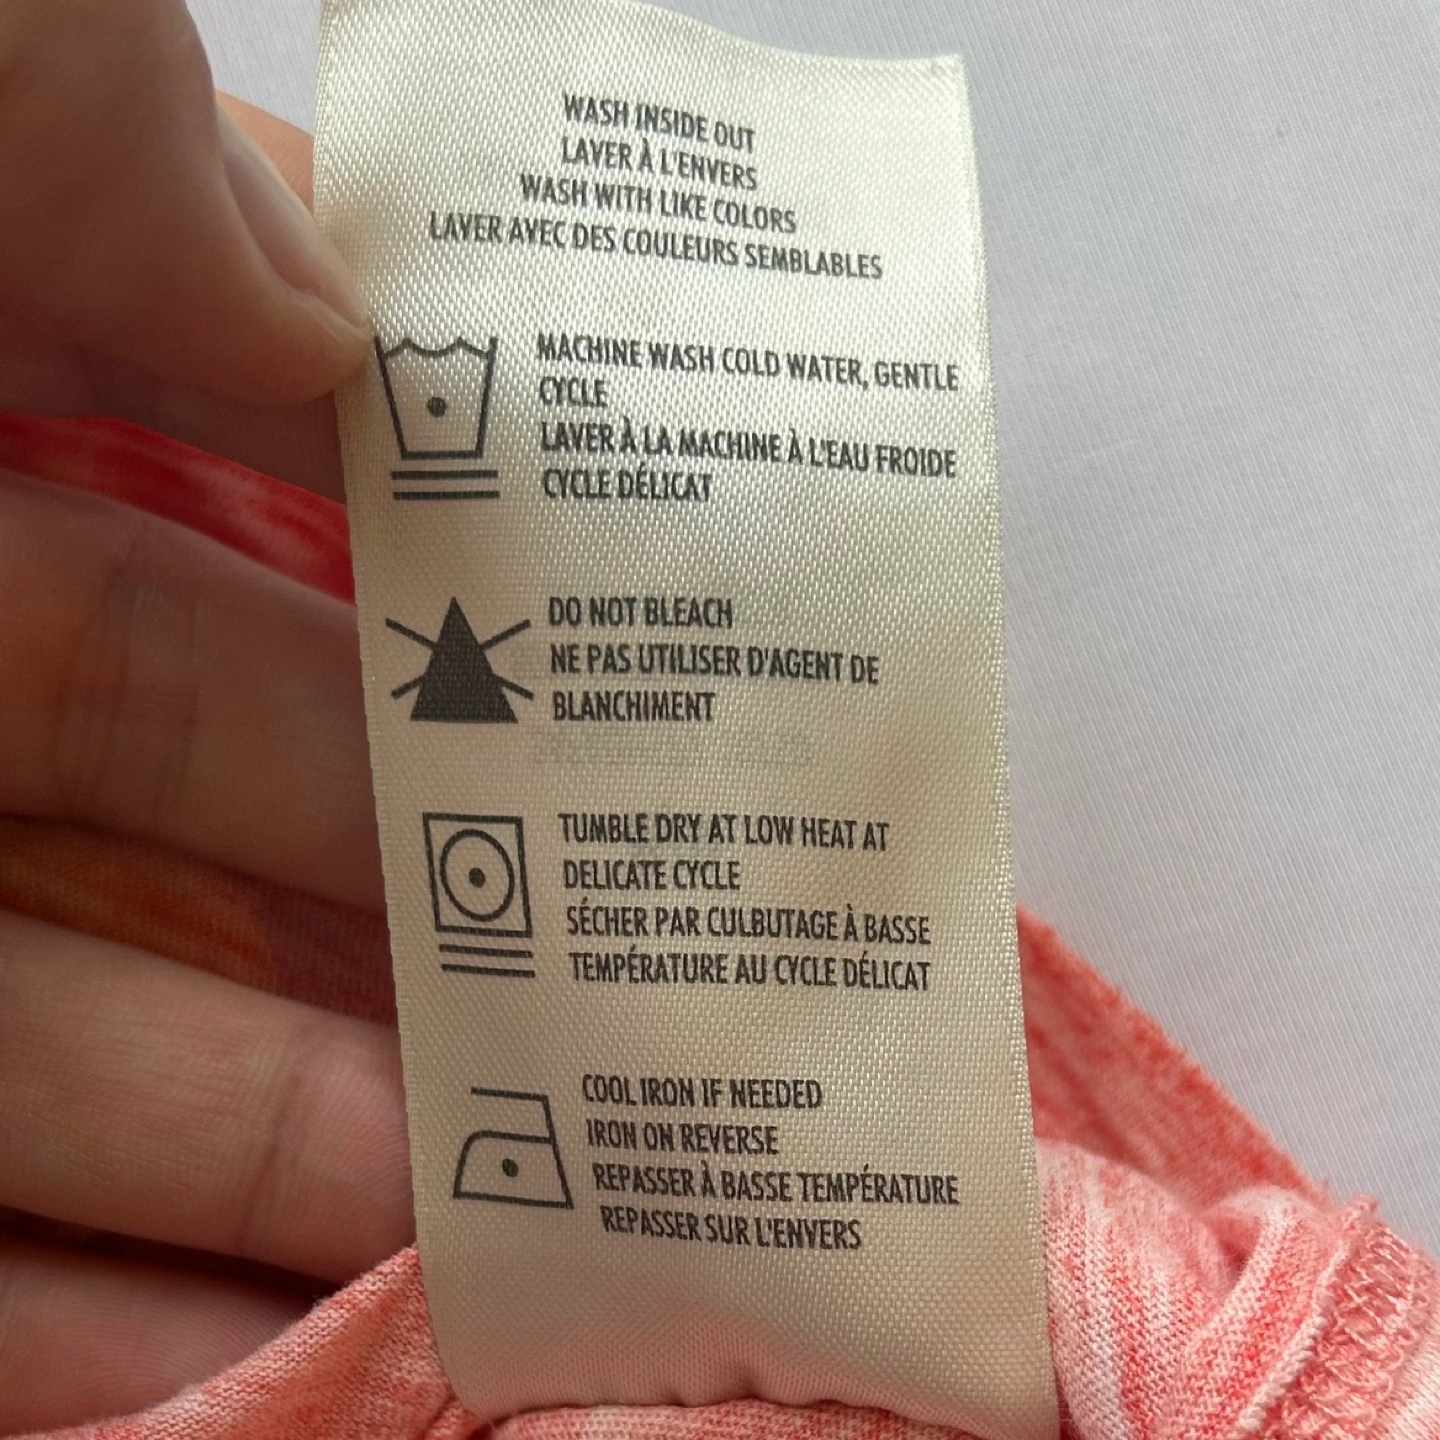 WASH INSIDE OUT
LAVER À L'ENVERS
WASH WITH LIKE COLORS
LAVER AVEC DES COULEURS SEMBLABLES
MACHINE WASH COLD WATER, GENTLE
CYCLE
LAVER À LA MACHINE À L'EAU FROIDE
CYCLE DÉLICAT
DO NOT BLEACH
NE PAS UTILISER D'AGENT DE
BLANCHIMENT
TUMBLE DRY AT LOW HEAT AT
DELICATE CYCLE
SÉCHER PAR CULBUTAGE À BASSE
TEMPÉRATURE AU CYCLE DÉLICAT
COOL IRON IF NEEDED
IRON ON REVERSE
REPASSER À BASSE TEMPÉRATURE
REPASSER SUR L'ENVERS